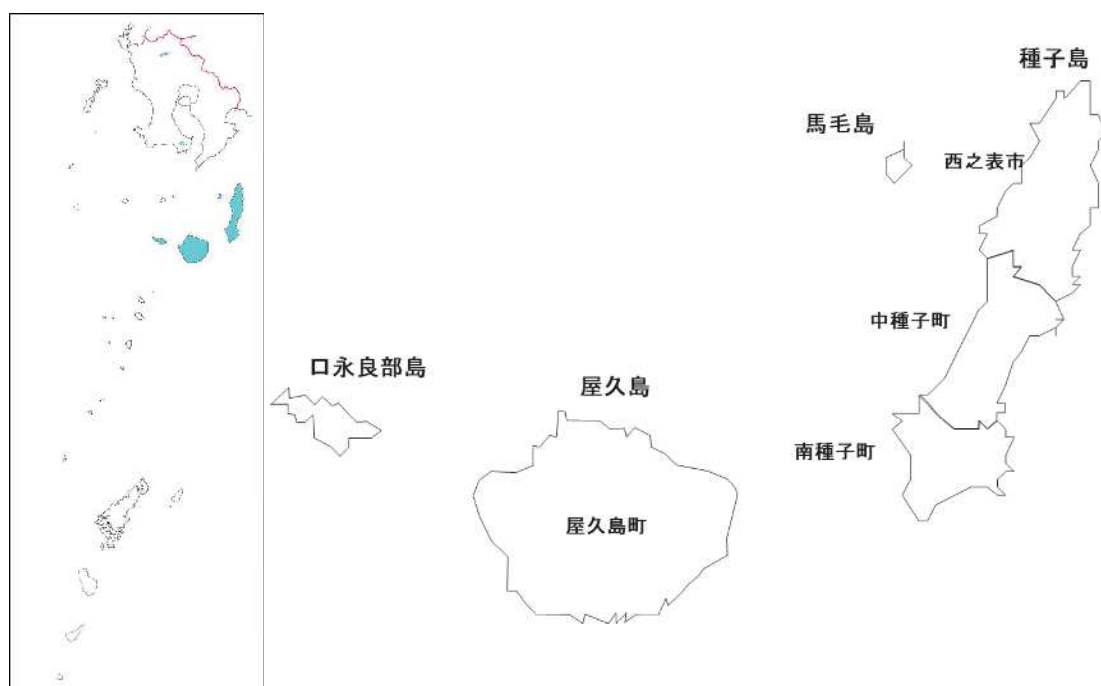 種子島
馬毛島
西之表市
中種子町
口永良部島
屋久島
南種子町
屋久島町